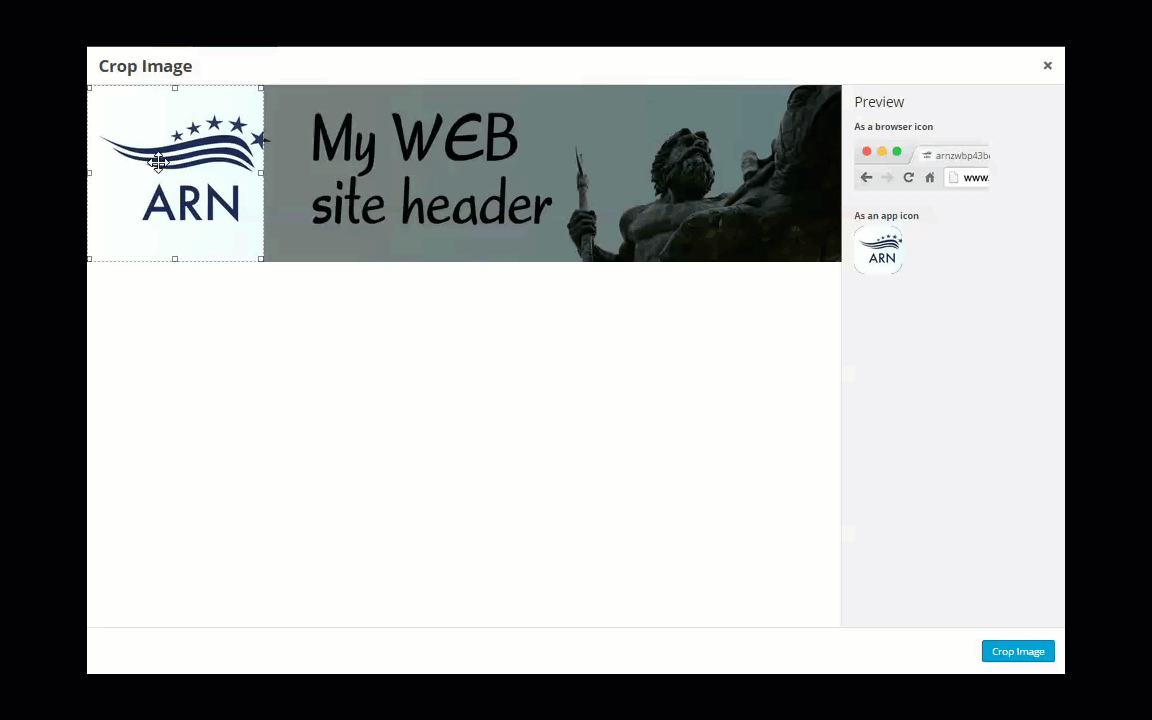 Crop Image
ARN
My WEB
site header
Preview
As a browser icon
arnzwbp43b
www.
As an app icon
ARN
Crop Image